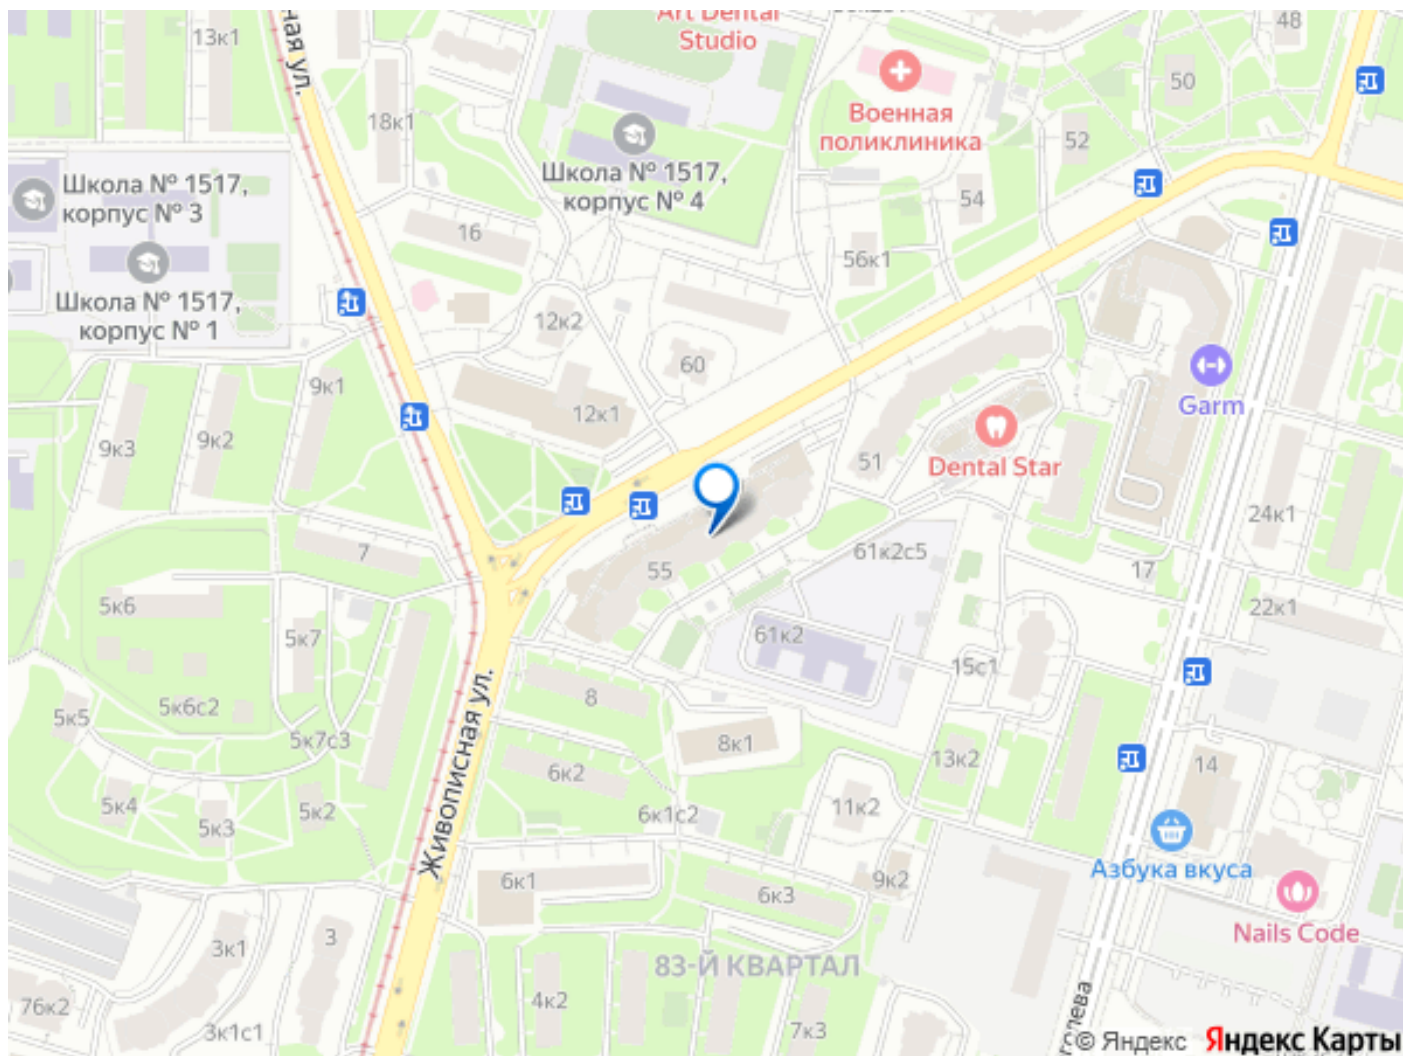 13к1
ная ул.
Art Dental
Studio
48
50
Военная
поликлиника
18к1
52
Школа № 1517,
корпус № 4
Школа № 1517,
корпус № 3
54
16
56к1
Школа № 1517,
корпус № 1
12к2
60
9к1
12к1
Garm
9к3
9к2
51
Dental Star
24к1
7
55
61к2с5
17
5к6
22к1
5к7
61к2
15с1
5к5
5к6с2
8
5к7с3
8к1
Живописная ул.
6к2
13к2
14
5к4
5к3
5к2
6к1с2
11к2
Азбука вкуса
6к1
6к3
9к2
Nails Code
3к1
3
83-Й КВАРТАЛ
76к2
4к2
3к1с1
7к3
© Яндекс
Яндекс Карты